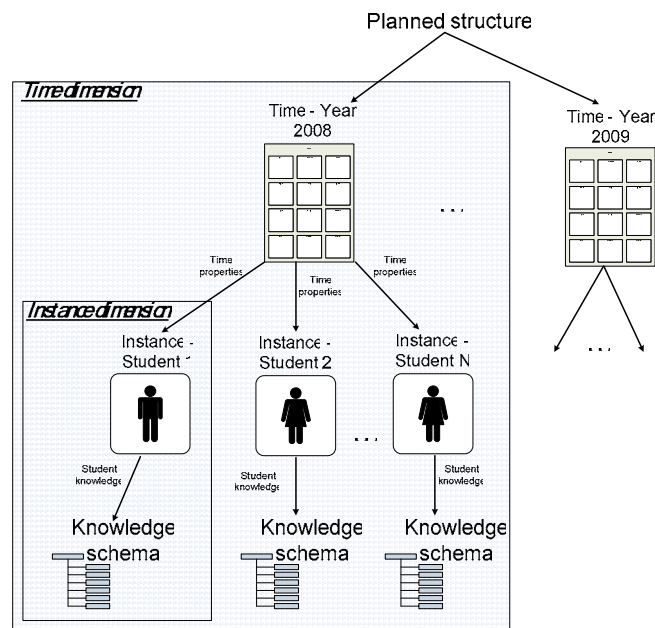 Planned structure
Time dimension
Time - Year
2008
Time - Year
2009
. . .
Time
properties
Time
properties
Time
properties
Instance dimension
Instance -
Student 1
Instance -
Student 2
Instance -
Student N
. . .
. . .
Student
knowledge
Student
knowledge
Student
knowledge
Knowledge
schema
Knowledge
schema
Knowledge
schema